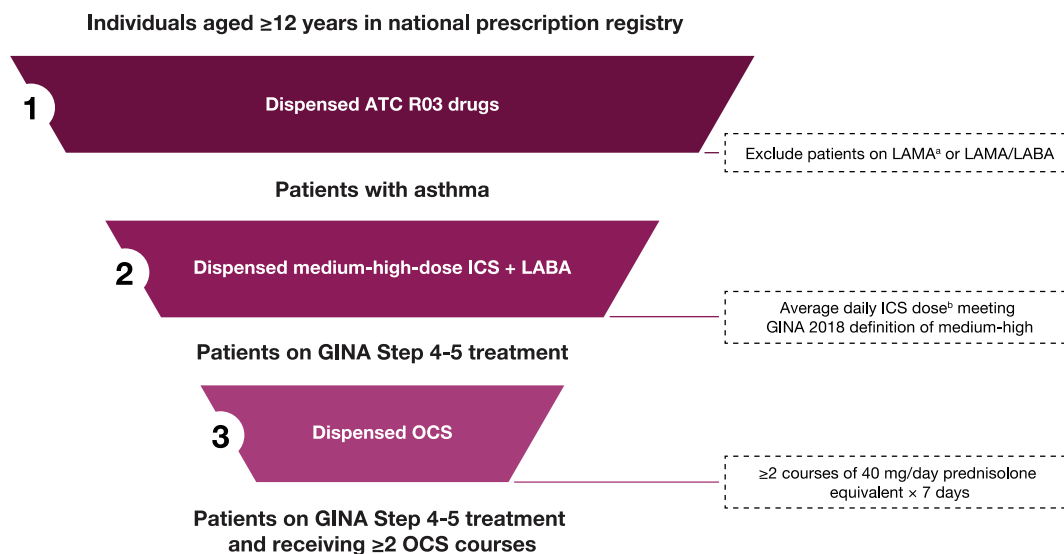 Individuals aged ≥12 years in national prescription registry
1
Dispensed ATC R03 drugs
Exclude patients on LAMAᵃ or LAMA/LABA
Patients with asthma
2
Dispensed medium-high-dose ICS + LABA
Average daily ICS doseᵇ meeting
GINA 2018 definition of medium-high
Patients on GINA Step 4-5 treatment
3
Dispensed OCS
≥2 courses of 40 mg/day prednisolone
equivalent × 7 days
Patients on GINA Step 4-5 treatment
and receiving ≥2 OCS courses